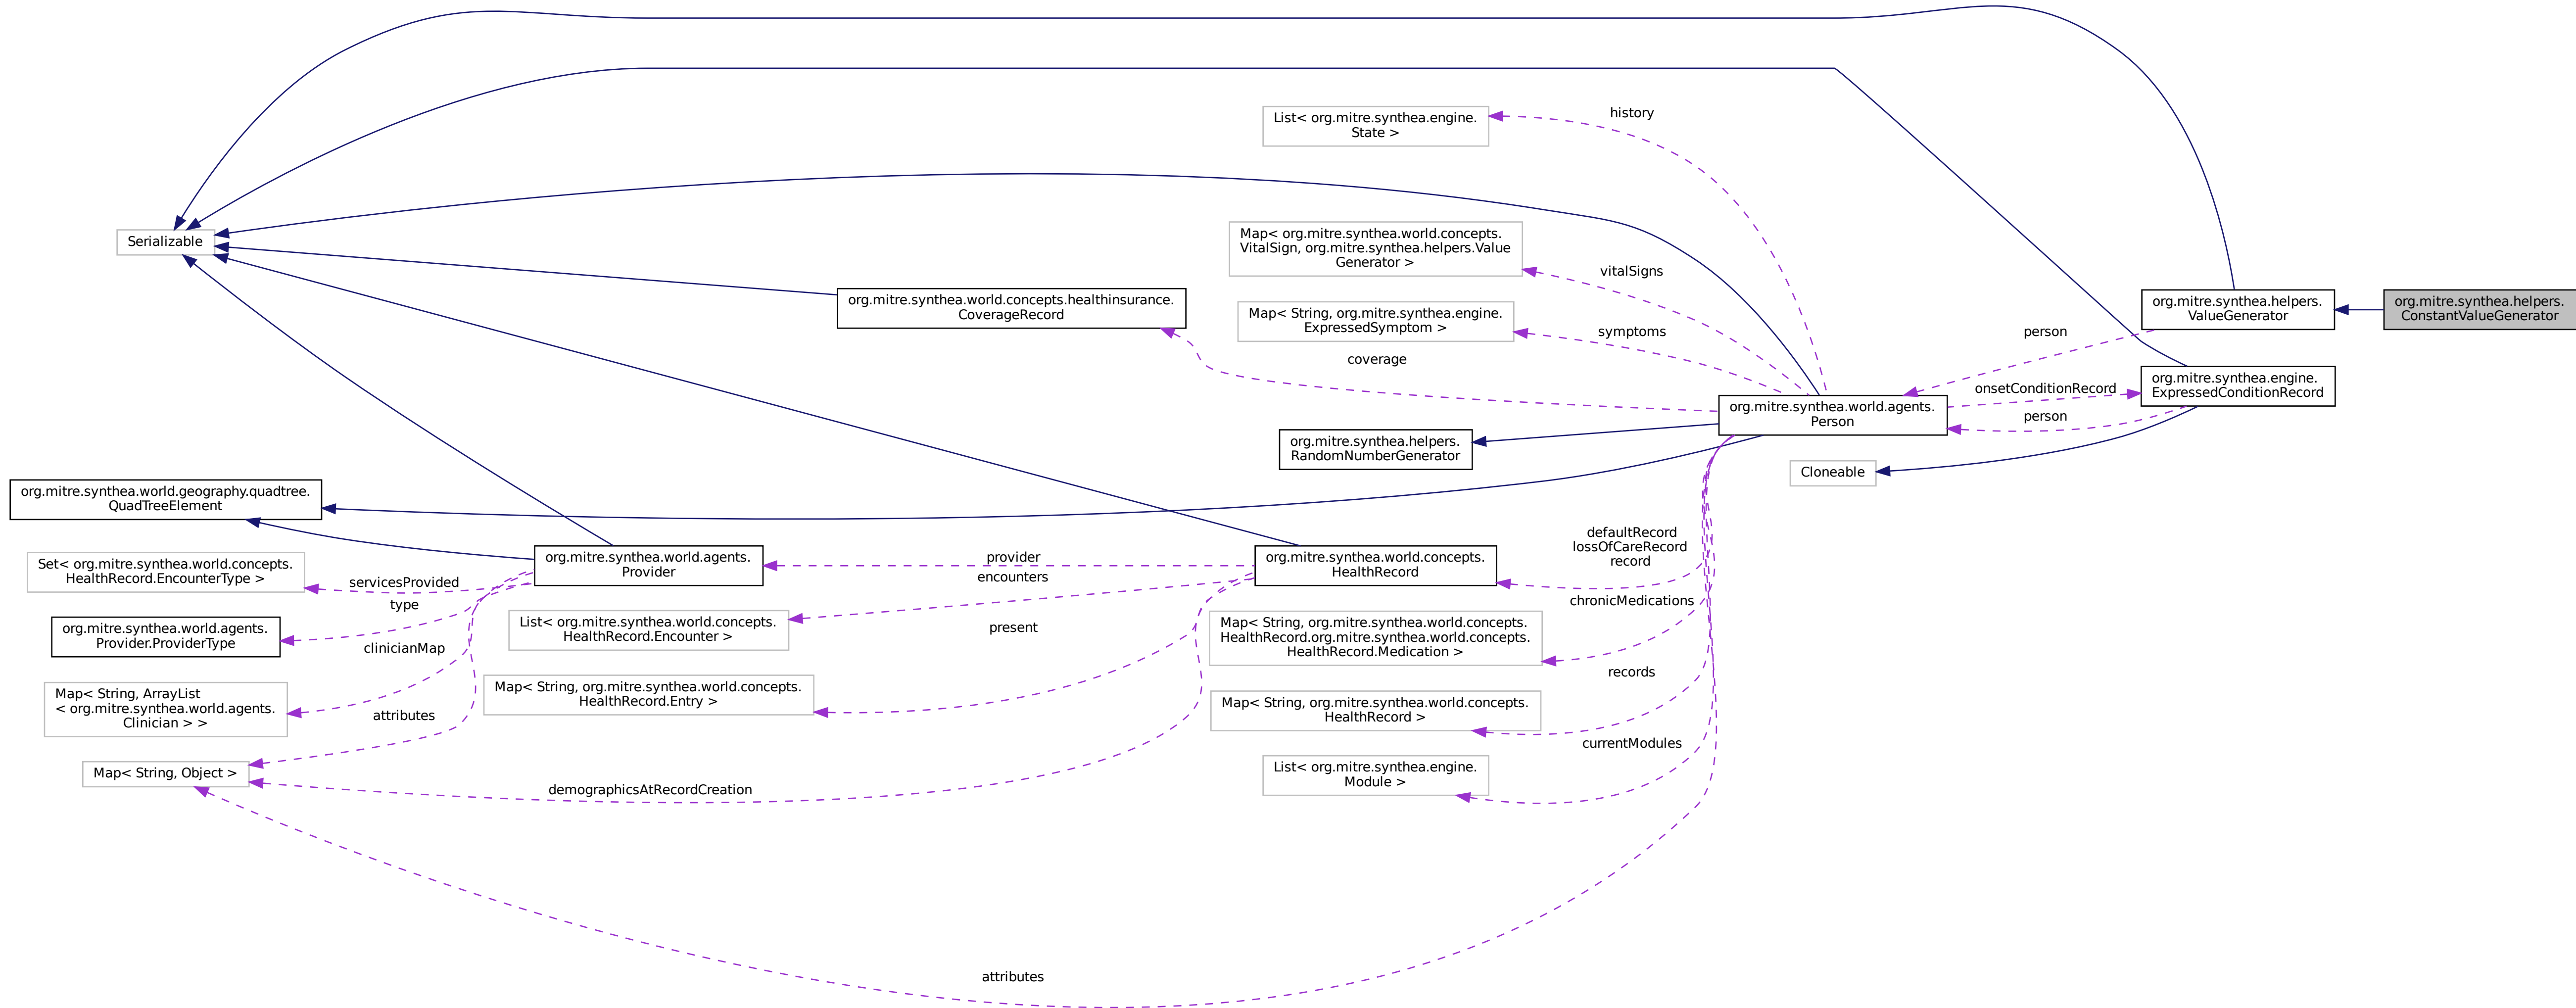 history
List< org.mitre.synthea.engine.
State >
Serializable
Map< org.mitre.synthea.world.concepts.
VitalSign, org.mitre.synthea.helpers.Value
Generator >
vitalSigns
org.mitre.synthea.world.concepts.healthinsurance.
CoverageRecord
Map< String, org.mitre.synthea.engine.
ExpressedSymptom >
symptoms
coverage
org.mitre.synthea.helpers.
ValueGenerator
org.mitre.synthea.helpers.
ConstantValueGenerator
person
org.mitre.synthea.engine.
ExpressedConditionRecord
onsetConditionRecord
person
org.mitre.synthea.world.agents.
Person
org.mitre.synthea.helpers.
RandomNumberGenerator
Cloneable
org.mitre.synthea.world.geography.quadtree.
QuadTreeElement
Set< org.mitre.synthea.world.concepts.
HealthRecord.EncounterType >
servicesProvided
org.mitre.synthea.world.agents.
Provider
provider
encounters
org.mitre.synthea.world.concepts.
HealthRecord
defaultRecord
lossOfCareRecord
record
type
org.mitre.synthea.world.agents.
Provider.ProviderType
clinicianMap
List< org.mitre.synthea.world.concepts.
HealthRecord.Encounter >
present
chronicMedications
Map< String, org.mitre.synthea.world.concepts.
HealthRecord.org.mitre.synthea.world.concepts.
HealthRecord.Medication >
Map< String, ArrayList
< org.mitre.synthea.world.agents.
Clinician > >
attributes
Map< String, org.mitre.synthea.world.concepts.
HealthRecord.Entry >
records
Map< String, org.mitre.synthea.world.concepts.
HealthRecord >
currentModules
Map< String, Object >
demographicsAtRecordCreation
List< org.mitre.synthea.engine.
Module >
attributes